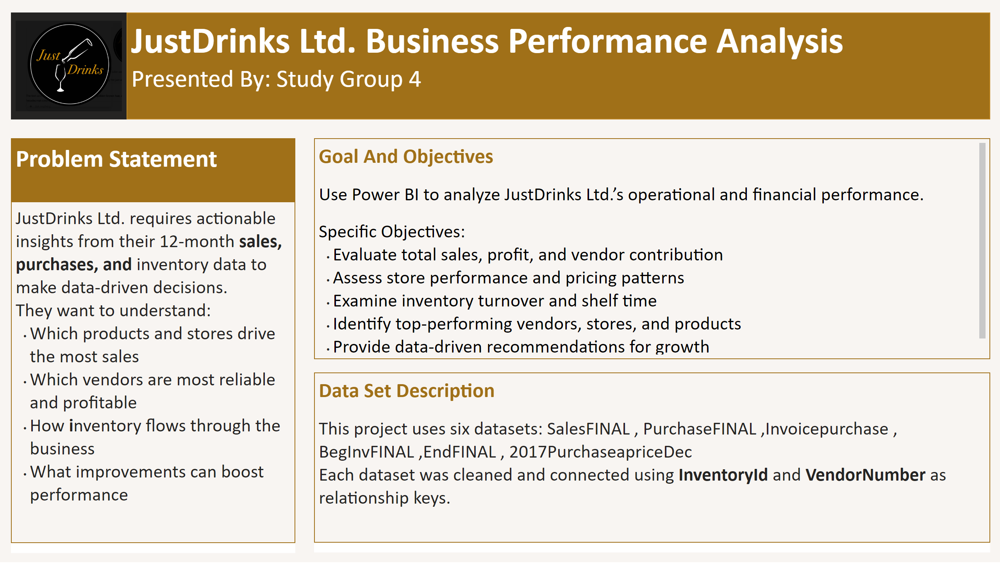 Just
Drinks
JustDrinks Ltd. Business Performance Analysis
Presented By: Study Group 4
Problem Statement
JustDrinks Ltd. requires actionable
insights from their 12-month sales,
purchases, and inventory data to
make data-driven decisions.
They want to understand:
• Which products and stores drive
the most sales
• Which vendors are most reliable
and profitable
• How inventory flows through the
business
• What improvements can boost
performance
Goal And Objectives
Use Power BI to analyze JustDrinks Ltd.’s operational and financial performance.
Specific Objectives:
• Evaluate total sales, profit, and vendor contribution
• Assess store performance and pricing patterns
• Examine inventory turnover and shelf time
• Identify top-performing vendors, stores, and products
• Provide data-driven recommendations for growth
Data Set Description
This project uses six datasets: SalesFINAL , PurchaseFINAL ,Invoicepurchase ,
BegInvFINAL ,EndFINAL , 2017PurchaseapriceDec
Each dataset was cleaned and connected using InventoryId and VendorNumber as
relationship keys.